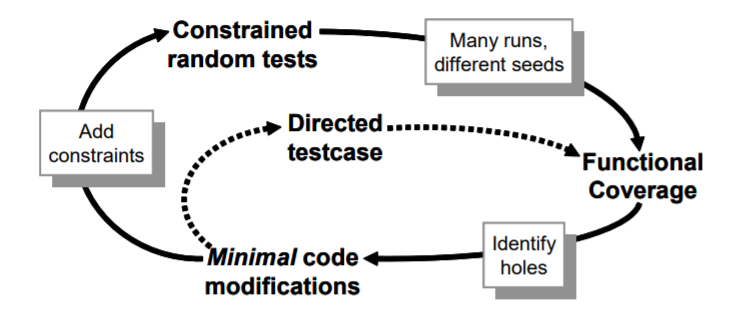 Constrained
random tests
Many runs,
different seeds
Add
constraints
Directed
testcase
Functional
Coverage
Identify
holes
Minimal code
modifications